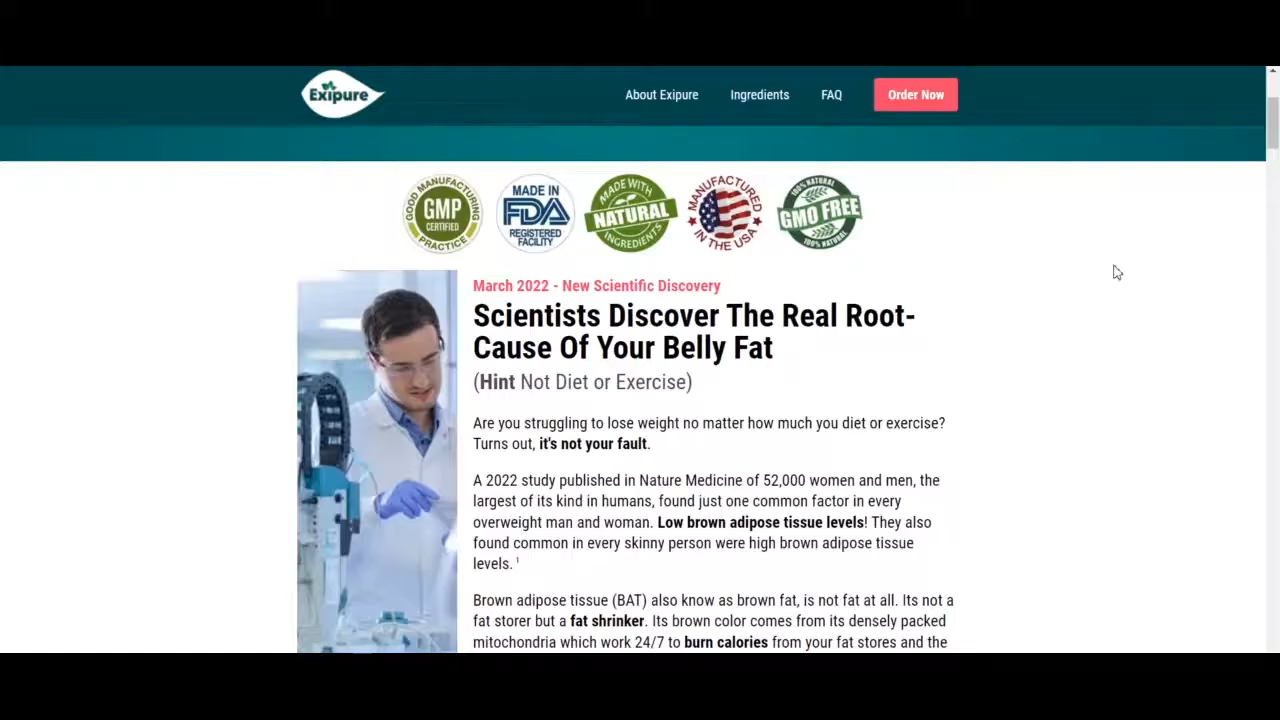 Exipure
About Exipure
Ingredients
FAQ
Order Now
GOOD MANUFACTURING
GMP
CERTIFIED
PRACTICE
MADE IN
FDA
REGISTERED
FACILITY
MADE WITH
NATURAL
INGREDIENTS
MANUFACTURED
IN THE USA
100% NATURAL
GMO FREE
100% NATURAL
March 2022 - New Scientific Discovery
Scientists Discover The Real Root-
Cause Of Your Belly Fat
(Hint Not Diet or Exercise)
Are you struggling to lose weight no matter how much you diet or exercise?
Turns out, it's not your fault.
A 2022 study published in Nature Medicine of 52,000 women and men, the
largest of its kind in humans, found just one common factor in every
overweight man and woman. Low brown adipose tissue levels! They also
found common in every skinny person were high brown adipose tissue
levels. 1
Brown adipose tissue (BAT) also know as brown fat, is not fat at all. Its not a
fat storer but a fat shrinker. Its brown color comes from its densely packed
mitochondria which work 24/7 to burn calories from your fat stores and the